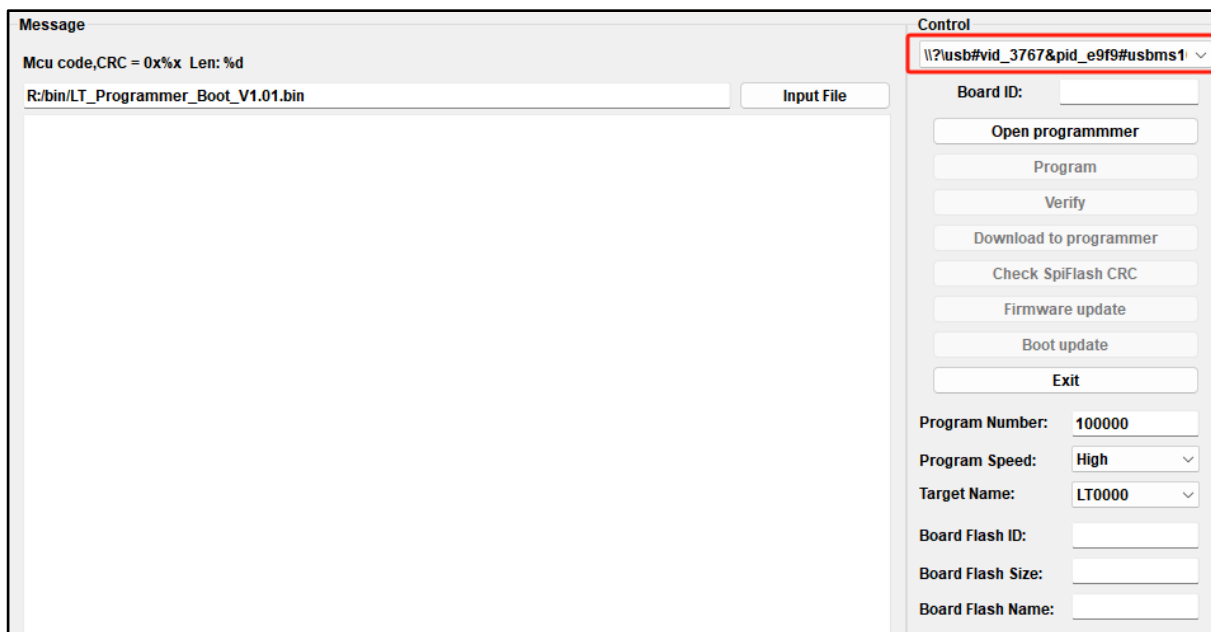 Message
Mcu code,CRC = 0x%x  Len: %d
R:/bin/LT_Programmer_Boot_V1.01.bin
Input File
Control
\\?\usb#vid_3767&pid_e9f9#usbms1
Board ID:
Open programmmer
Program
Verify
Download to programmer
Check SpiFlash CRC
Firmware update
Boot update
Exit
Program Number: 100000
Program Speed: High
Target Name: LT0000
Board Flash ID:
Board Flash Size:
Board Flash Name: